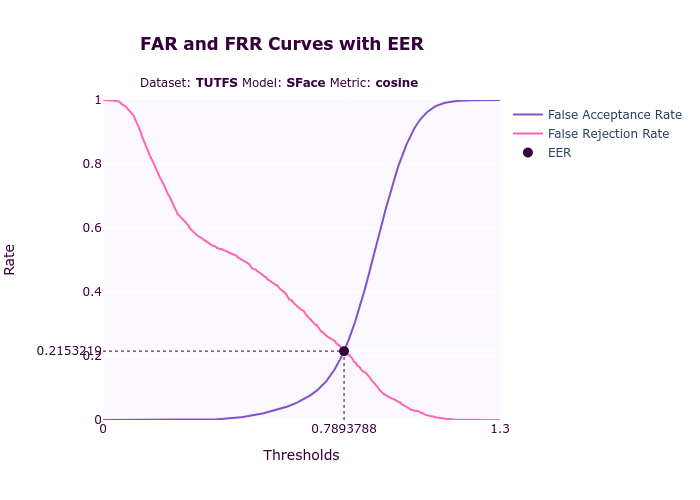 FAR and FRR Curves with EER
Dataset: TUTFS Model: SFace Metric: cosine
False Acceptance Rate
False Rejection Rate
EER
Rate
1
0.8
0.6
0.4
0.2153219
0.2
0
0
0.7893788
1.3
Thresholds